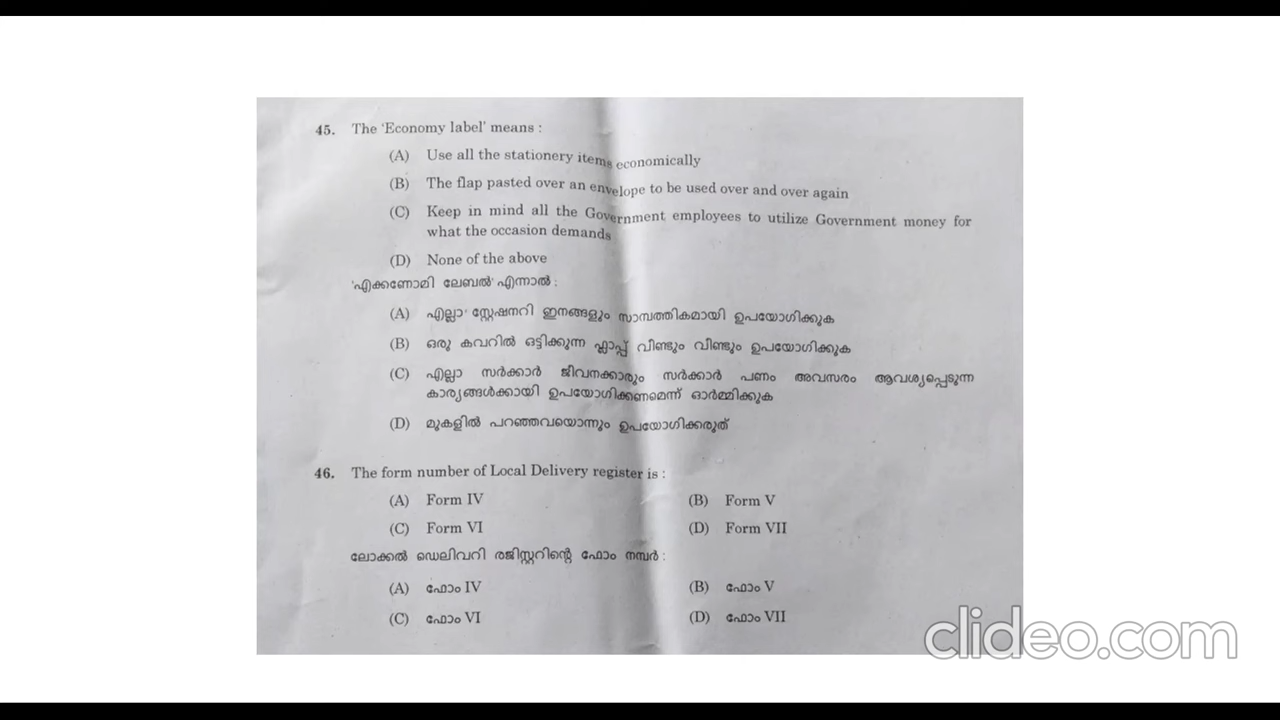 45. The 'Economy label' means :
(A) Use all the stationery items economically
(B) The flap pasted over an envelope to be used over and over again
(C) Keep in mind all the Government employees to utilize Government money for
what the occasion demands
(D) None of the above
'എക്കണോമി ലേബൽ' എന്നാൽ :
(A) എല്ലാ സ്റ്റേഷനറി ഇനങ്ങളും സാമ്പത്തികമായി ഉപയോഗിക്കുക
(B) ഒരു കവറിൽ ഒട്ടിക്കുന്ന ഫ്ലാപ്പ് വീണ്ടും വീണ്ടും ഉപയോഗിക്കുക
(C) എല്ലാ സർക്കാർ ജീവനക്കാരും സർക്കാർ പണം അവസരം ആവശ്യപ്പെടുന്ന
കാര്യങ്ങൾക്കായി ഉപയോഗിക്കണമെന്ന് ഓർമ്മിക്കുക
(D) മുകളിൽ പറഞ്ഞവയൊന്നും ഉപയോഗിക്കരുത്
46. The form number of Local Delivery register is :
(A) Form IV (B) Form V
(C) Form VI (D) Form VII
ലോക്കൽ ഡെലിവറി രജിസ്റ്ററിന്റെ ഫോം നമ്പർ :
(A) ഫോം IV (B) ഫോം V
(C) ഫോം VI (D) ഫോം VII
clideo.com